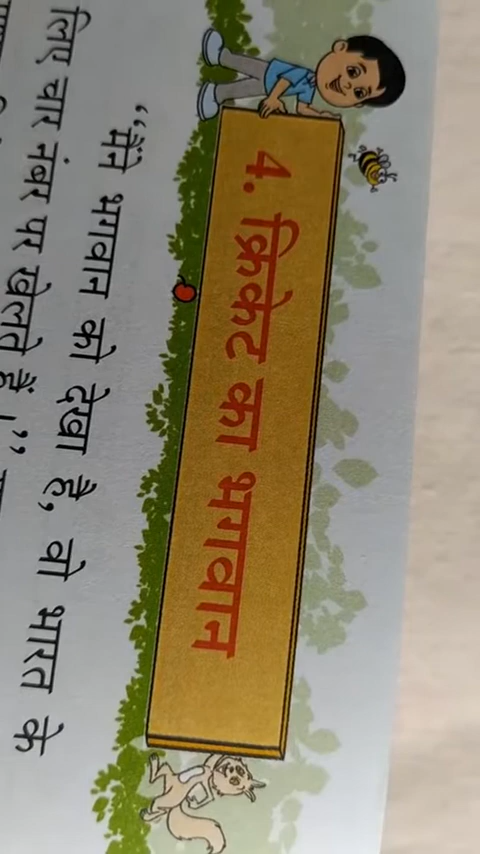 4. क्रिकेट का भगवान
“मैंने भगवान को देखा है, वो भारत के
लिए चार नंबर पर खेलते हैं ।”